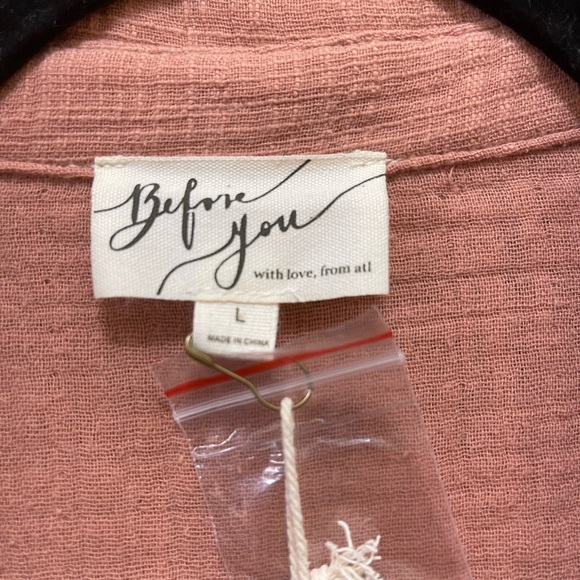 Before
you
with love, from atl
L
MADE IN CHINA